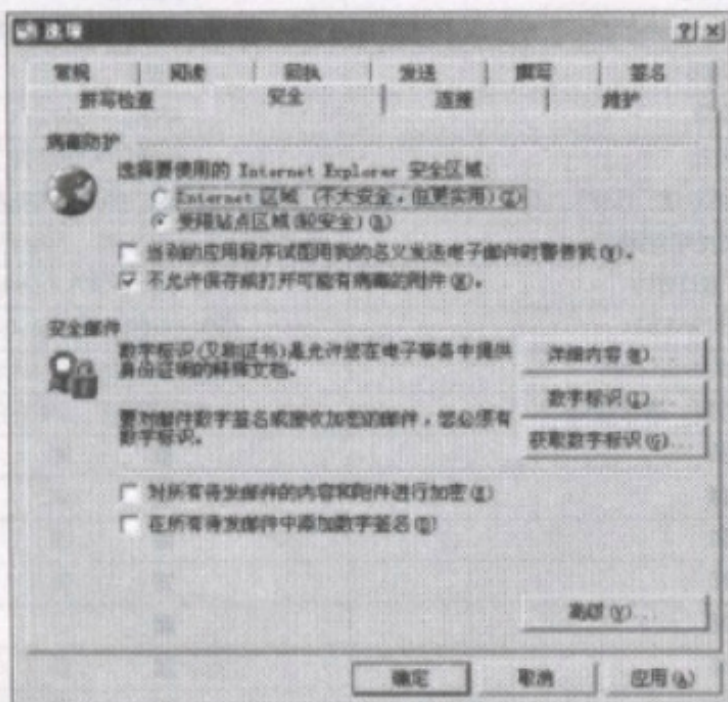 选项
常规 阅读 回执 发送 撰写 签名
拼写检查 安全 连接 维护
病毒防护
选择要使用的 Internet Explorer 安全区域:
Internet 区域 (不太安全，但更实用)(Z)
受限站点区域(较安全)(R)
当别的应用程序试图用我的名义发送电子邮件时警告我(W)。
不允许保存或打开可能有病毒的附件(N)。
安全邮件
数字标识(又称证书)是允许您在电子事务中提供
身份证明的特殊文档。
详细内容
数字标识(I)...
要对邮件数字签名或接收加密的邮件，您必须有
数字标识。
获取数字标识(G)...
对所有待发邮件的内容和附件进行加密(E)
在所有待发邮件中添加数字签名(D)
高级(V)...
确定 取消 应用(A)